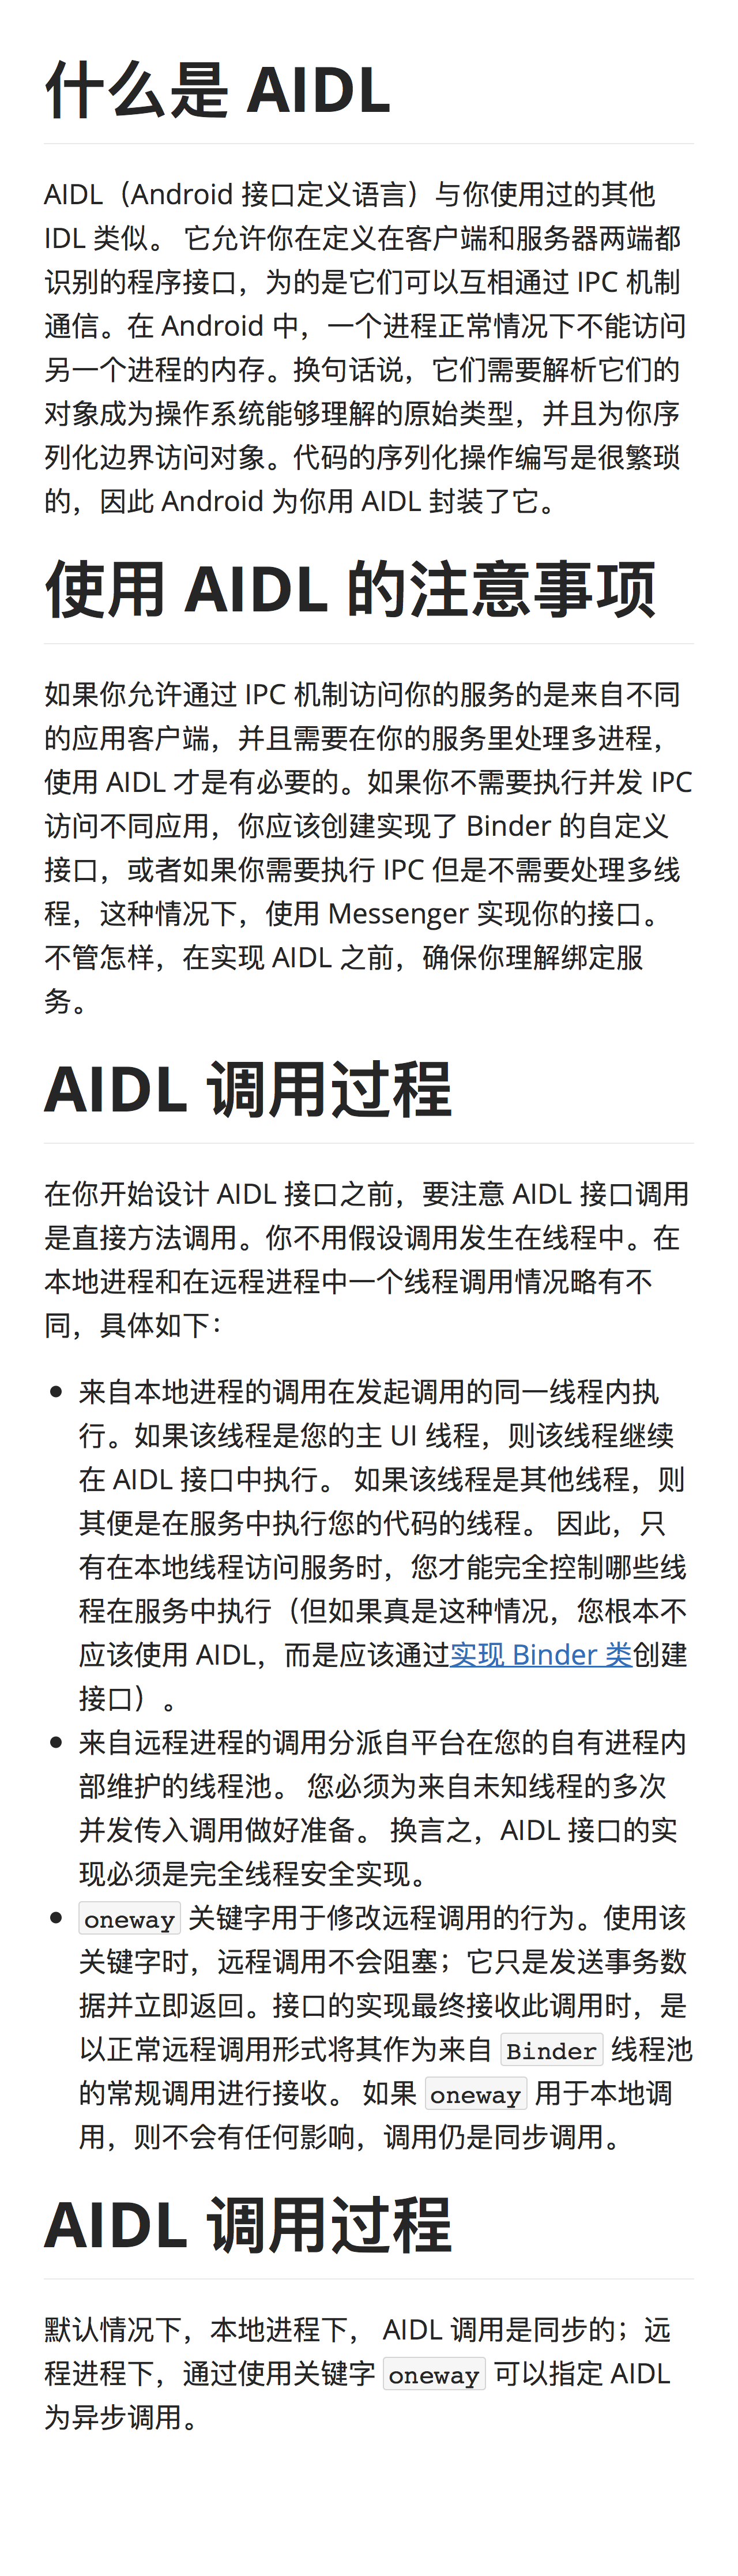 什么是 AIDL
AIDL（Android 接口定义语言）与你使用过的其他
IDL 类似。 它允许你在定义在客户端和服务器两端都
识别的程序接口，为的是它们可以互相通过 IPC 机制
通信。在 Android 中，一个进程正常情况下不能访问
另一个进程的内存。换句话说，它们需要解析它们的
对象成为操作系统能够理解的原始类型，并且为你序
列化边界访问对象。代码的序列化操作编写是很繁琐
的，因此 Android 为你用 AIDL 封装了它。
使用 AIDL 的注意事项
如果你允许通过 IPC 机制访问你的服务的是来自不同
的应用客户端，并且需要在你的服务里处理多进程，
使用 AIDL 才是有必要的。如果你不需要执行并发 IPC
访问不同应用，你应该创建实现了 Binder 的自定义
接口，或者如果你需要执行 IPC 但是不需要处理多线
程，这种情况下，使用 Messenger 实现你的接口。
不管怎样，在实现 AIDL 之前，确保你理解绑定服
务。
AIDL 调用过程
在你开始设计 AIDL 接口之前，要注意 AIDL 接口调用
是直接方法调用。你不用假设调用发生在线程中。在
本地进程和在远程进程中一个线程调用情况略有不
同，具体如下：
• 来自本地进程的调用在发起调用的同一线程内执
行。如果该线程是您的主 UI 线程，则该线程继续
在 AIDL 接口中执行。 如果该线程是其他线程，则
其便是在服务中执行您的代码的线程。 因此，只
有在本地线程访问服务时，您才能完全控制哪些线
程在服务中执行（但如果真是这种情况，您根本不
应该使用 AIDL，而是应该通过实现 Binder 类创建
接口）。
• 来自远程进程的调用分派自平台在您的自有进程内
部维护的线程池。 您必须为来自未知线程的多次
并发传入调用做好准备。 换言之，AIDL 接口的实
现必须是完全线程安全实现。
• oneway 关键字用于修改远程调用的行为。使用该
关键字时，远程调用不会阻塞；它只是发送事务数
据并立即返回。接口的实现最终接收此调用时，是
以正常远程调用形式将其作为来自 Binder 线程池
的常规调用进行接收。 如果 oneway 用于本地调
用，则不会有任何影响，调用仍是同步调用。
AIDL 调用过程
默认情况下，本地进程下， AIDL 调用是同步的；远
程进程下，通过使用关键字 oneway 可以指定 AIDL
为异步调用。